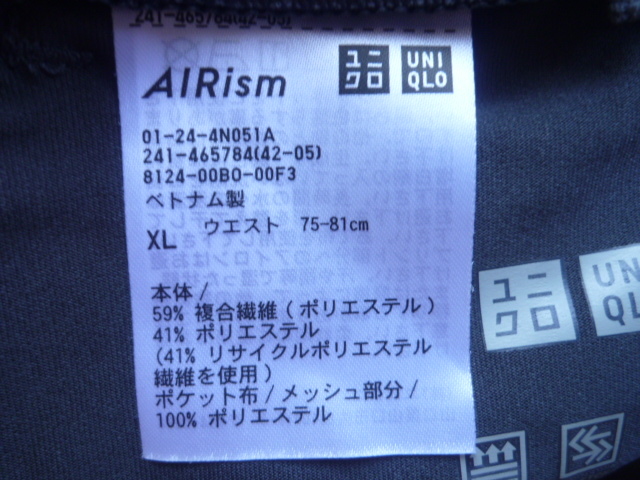 241-465784(42-05)
AIRism
ユニクロ
UNIQLO
01-24-4N051A
241-465784(42-05)
8124-00B0-00F3
ベトナム製
XL ウエスト 75-81cm
本体/
59% 複合繊維(ポリエステル)
41% ポリエステル
(41% リサイクルポリエステル
繊維を使用)
ポケット布/メッシュ部分/
100% ポリエステル
ユニクロ
UNIQLO